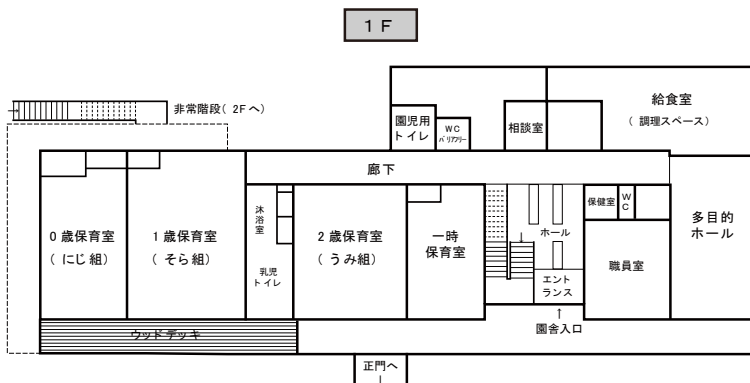 1F
非常階段( 2Fへ)
園児用
トイレ
WC
バリアフリー
相談室
給食室
( 調理スペース)
廊下
0歳保育室
( にじ組)
1歳保育室
( そら組)
沐浴室
乳児
トイレ
2歳保育室
( うみ組)
一時
保育室
ホール
エント
ランス
保健室
WC
職員室
多目的
ホール
ウッドデッキ
園舎入口
正門へ